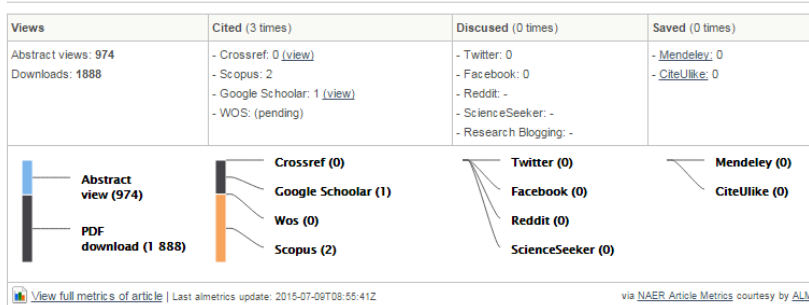 Views
Cited (3 times)
Discused (0 times)
Saved (0 times)
Abstract views: 974
Downloads: 1888
- Crossref: 0 (view)
- Scopus: 2
- Google Schoolar: 1 (view)
- WOS: (pending)
- Twitter: 0
- Facebook: 0
- Reddit: -
- ScienceSeeker: -
- Research Blogging: -
- Mendeley: 0
- CiteUlike: 0
Abstract
view (974)
PDF
download (1 888)
Crossref (0)
Google Schoolar (1)
Wos (0)
Scopus (2)
Twitter (0)
Facebook (0)
Reddit (0)
ScienceSeeker (0)
Mendeley (0)
CiteUlike (0)
View full metrics of article | Last almetrics update: 2015-07-09T08:55:41Z
via NAER Article Metrics courtesy by ALM